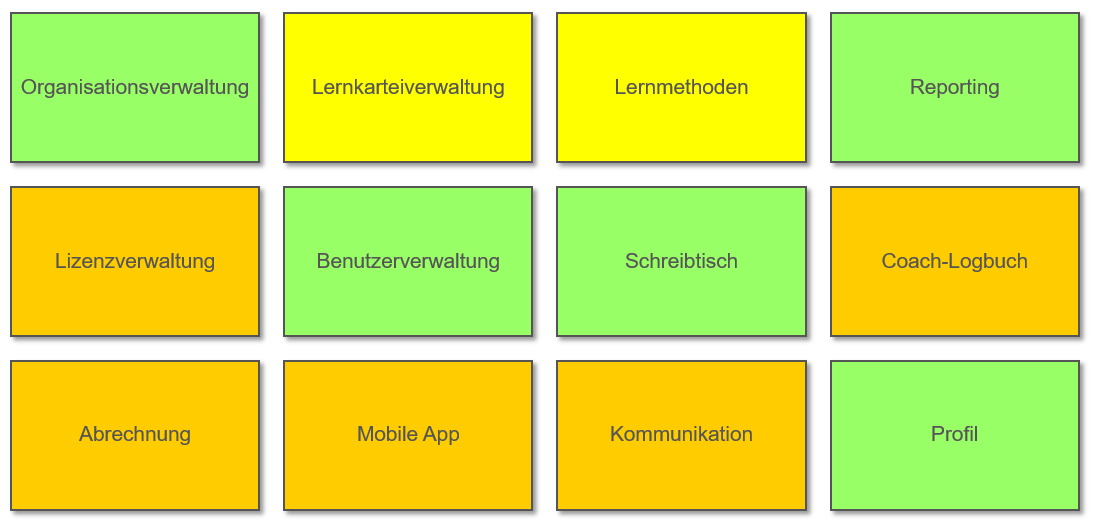 Organisationsverwaltung
Lernkarteiverwaltung
Lernmethoden
Reporting
Lizenzverwaltung
Benutzerverwaltung
Schreibtisch
Coach-Logbuch
Abrechnung
Mobile App
Kommunikation
Profil